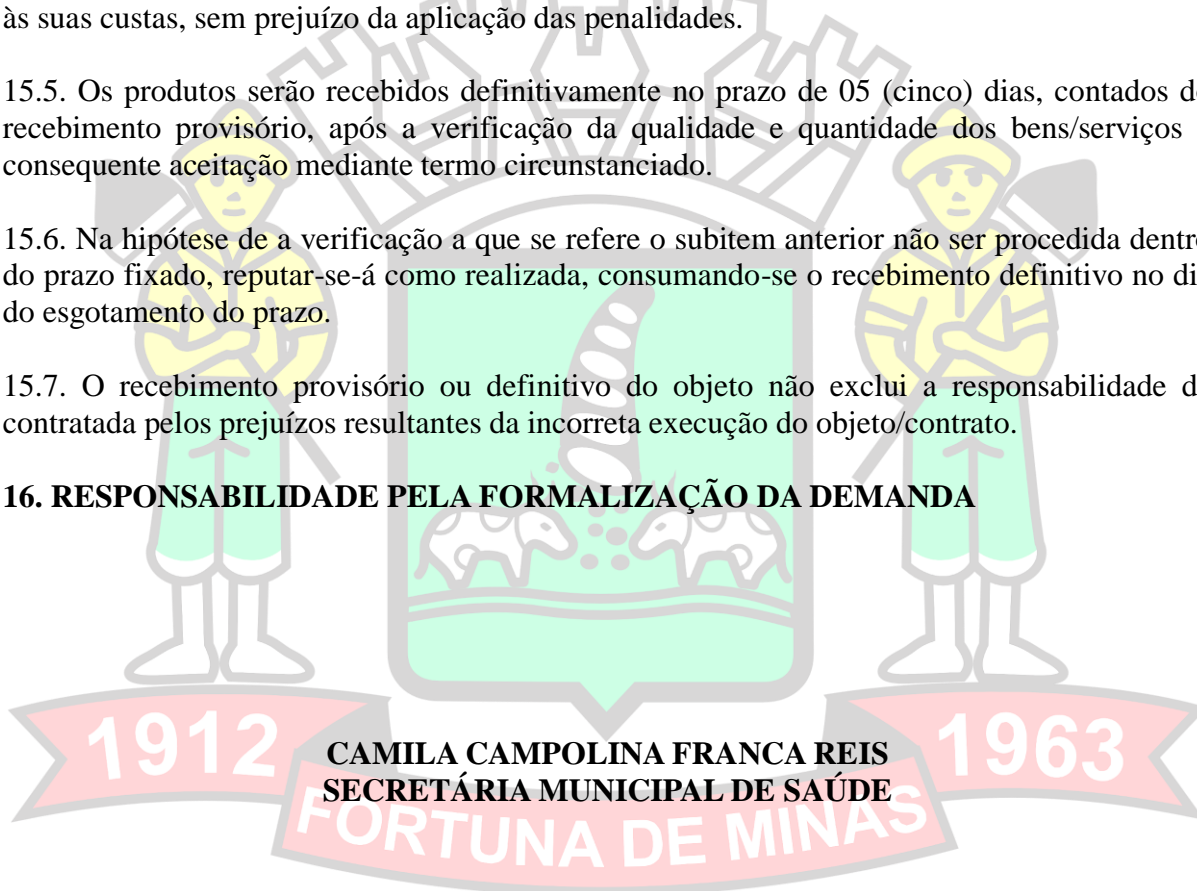 às suas custas, sem prejuízo da aplicação das penalidades.
15.5. Os produtos serão recebidos definitivamente no prazo de 05 (cinco) dias, contados d
recebimento provisório, após a verificação da qualidade e quantidade dos bens/serviços
consequente aceitação mediante termo circunstanciado.
15.6. Na hipótese de a verificação a que se refere o subitem anterior não ser procedida dentr
do prazo fixado, reputar-se-á como realizada, consumando-se o recebimento definitivo no di
do esgotamento do prazo.
15.7. O recebimento provisório ou definitivo do objeto não exclui a responsabilidade d
contratada pelos prejuízos resultantes da incorreta execução do objeto/contrato.
16. RESPONSABILIDADE PELA FORMALIZAÇÃO DA DEMANDA
1912
1963
CAMILA CAMPOLINA FRANCA REIS
SECRETÁRIA MUNICIPAL DE SAÚDE
FORTUNA DE MINAS